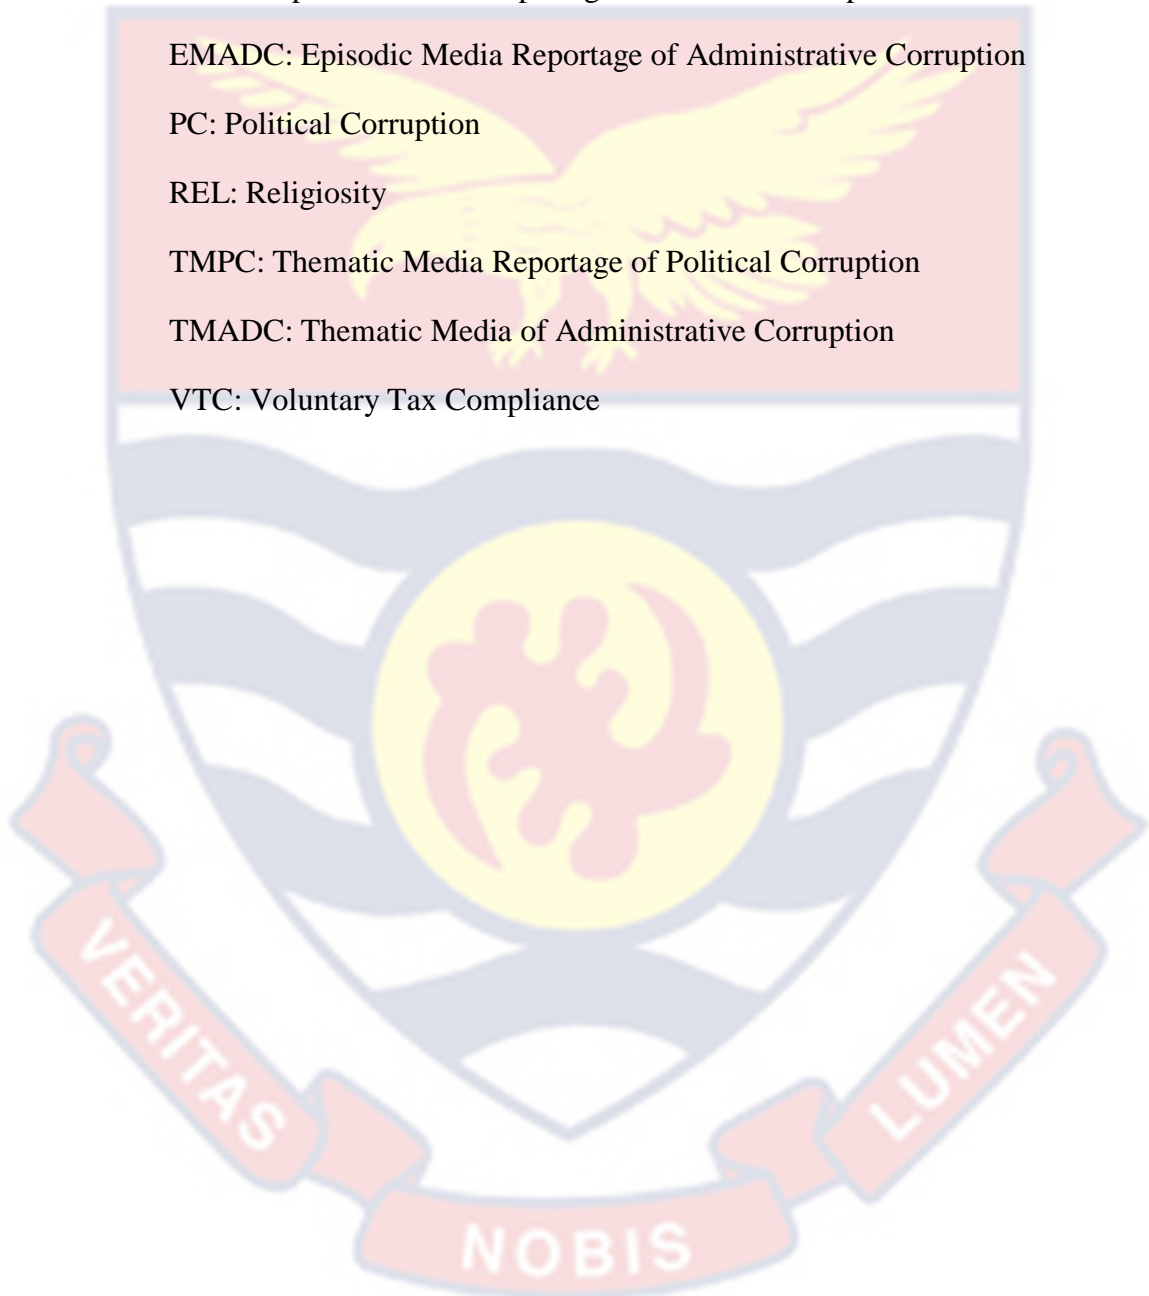 EMADC: Episodic Media Reportage of Administrative Corruption
PC: Political Corruption
REL: Religiosity
TMPC: Thematic Media Reportage of Political Corruption
TMADC: Thematic Media of Administrative Corruption
VTC: Voluntary Tax Compliance
VERITAS
NOBIS
LUMEN